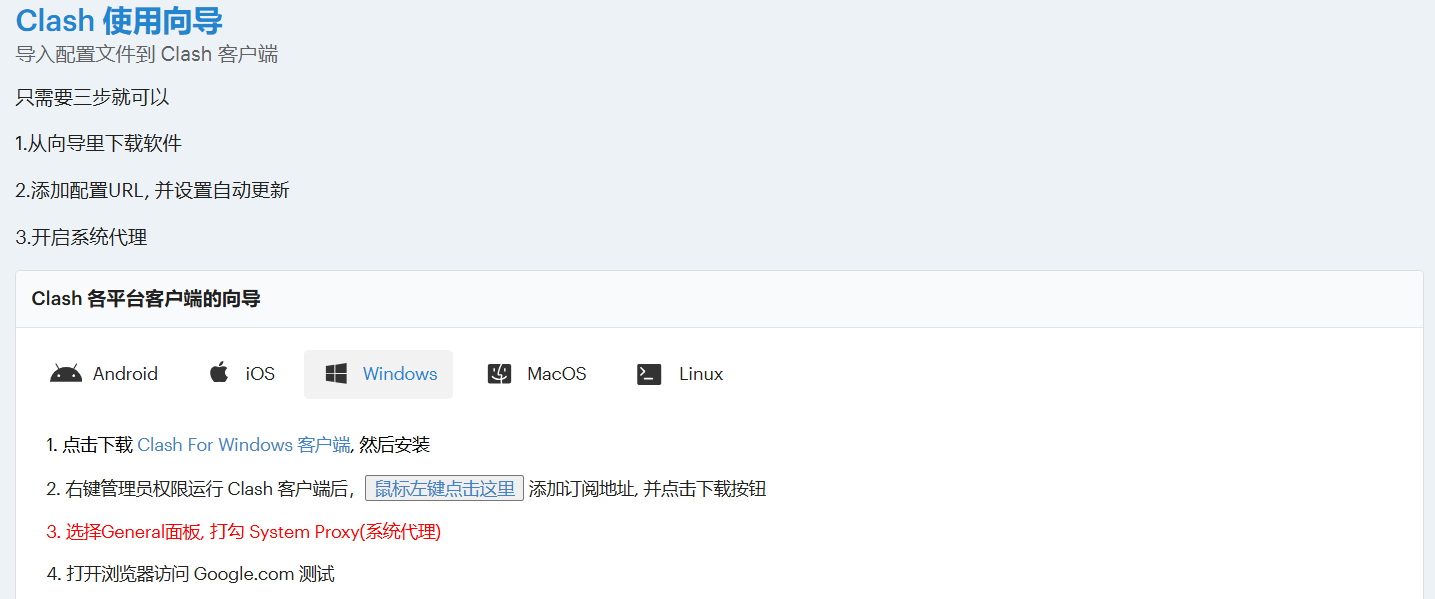 Clash 使用向导
导入配置文件到 Clash 客户端
只需要三步就可以
1.从向导里下载软件
2.添加配置URL, 并设置自动更新
3.开启系统代理
Clash 各平台客户端的向导
Android iOS Windows MacOS Linux
1. 点击下载 Clash For Windows 客户端, 然后安装
2. 右键管理员权限运行 Clash 客户端后， 鼠标左键点击这里 添加订阅地址, 并点击下载按钮
3. 选择General面板, 打勾 System Proxy(系统代理)
4. 打开浏览器访问 Google.com 测试